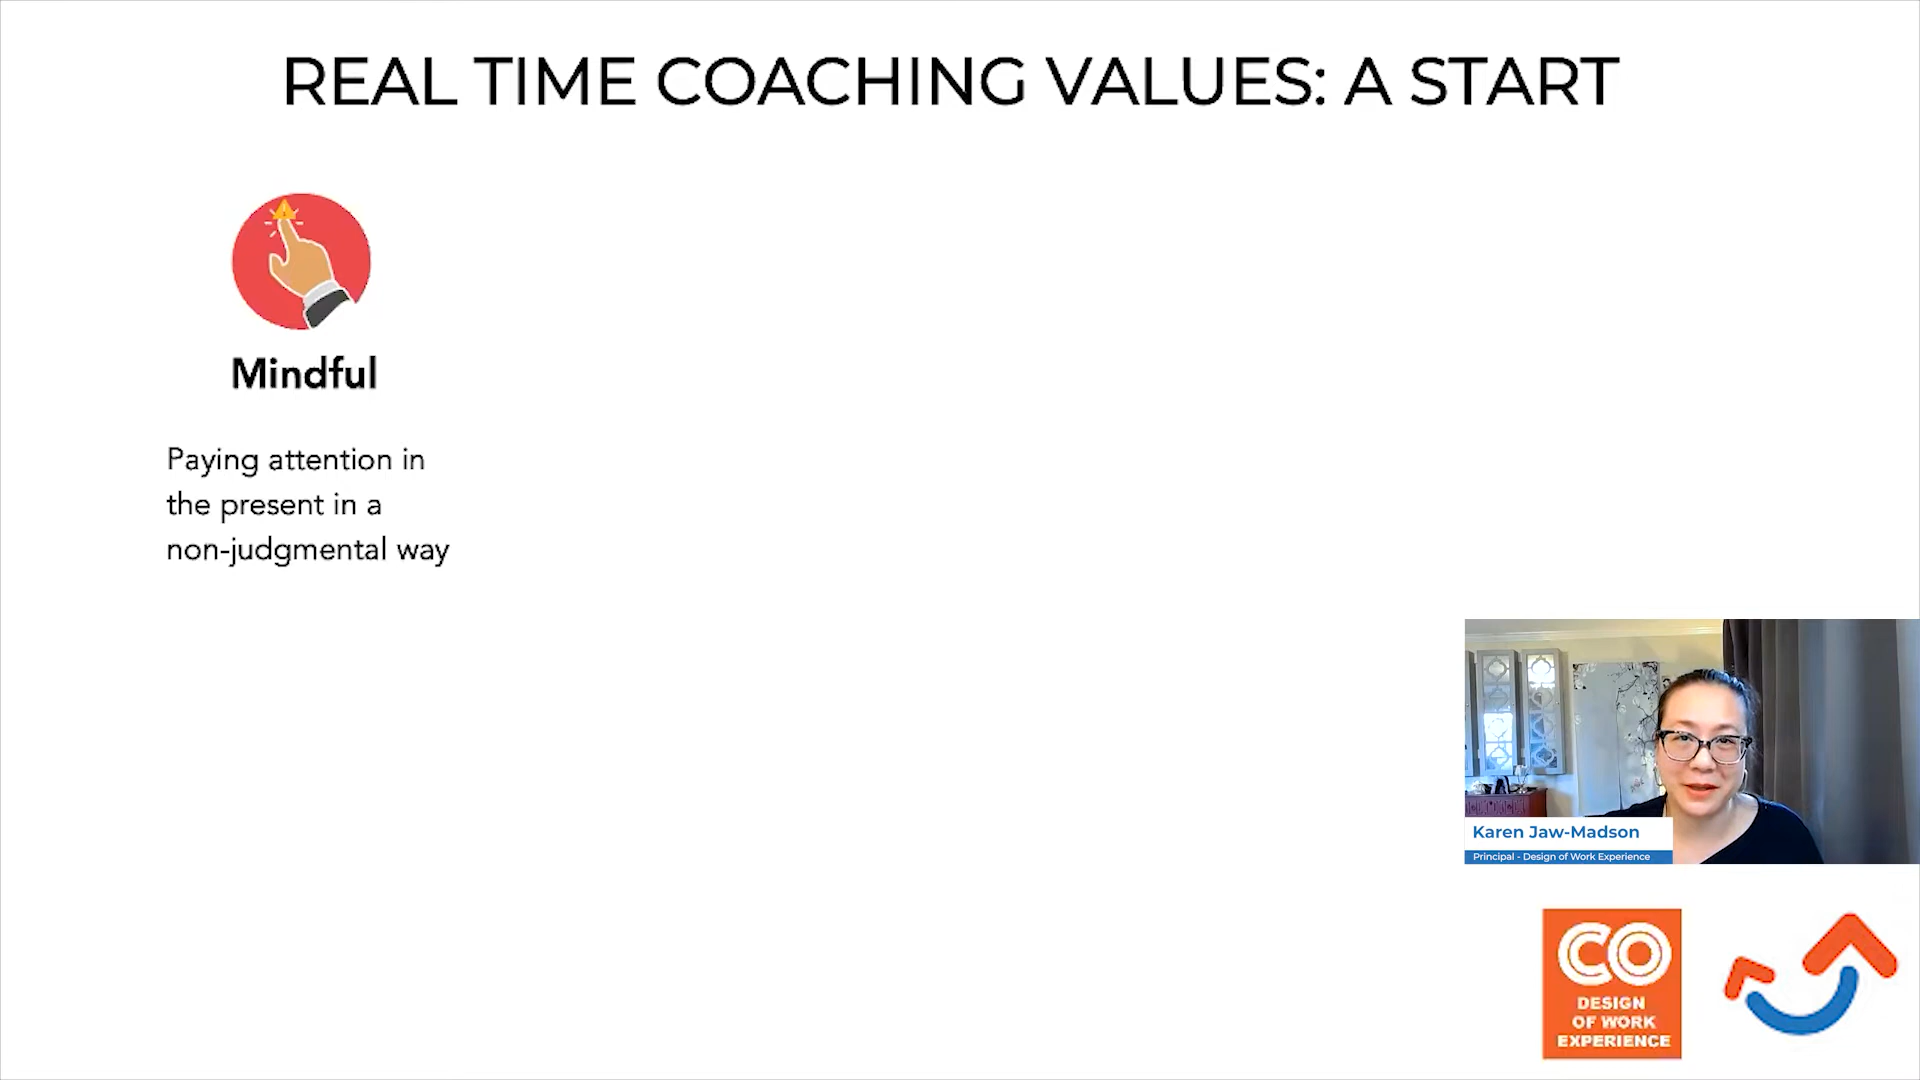 REAL TIME COACHING VALUES: A START
Mindful
Paying attention in
the present in a
non-judgmental way
Karen Jaw-Madson
Principal - Design of Work Experience
CO
DESIGN
OF WORK
EXPERIENCE